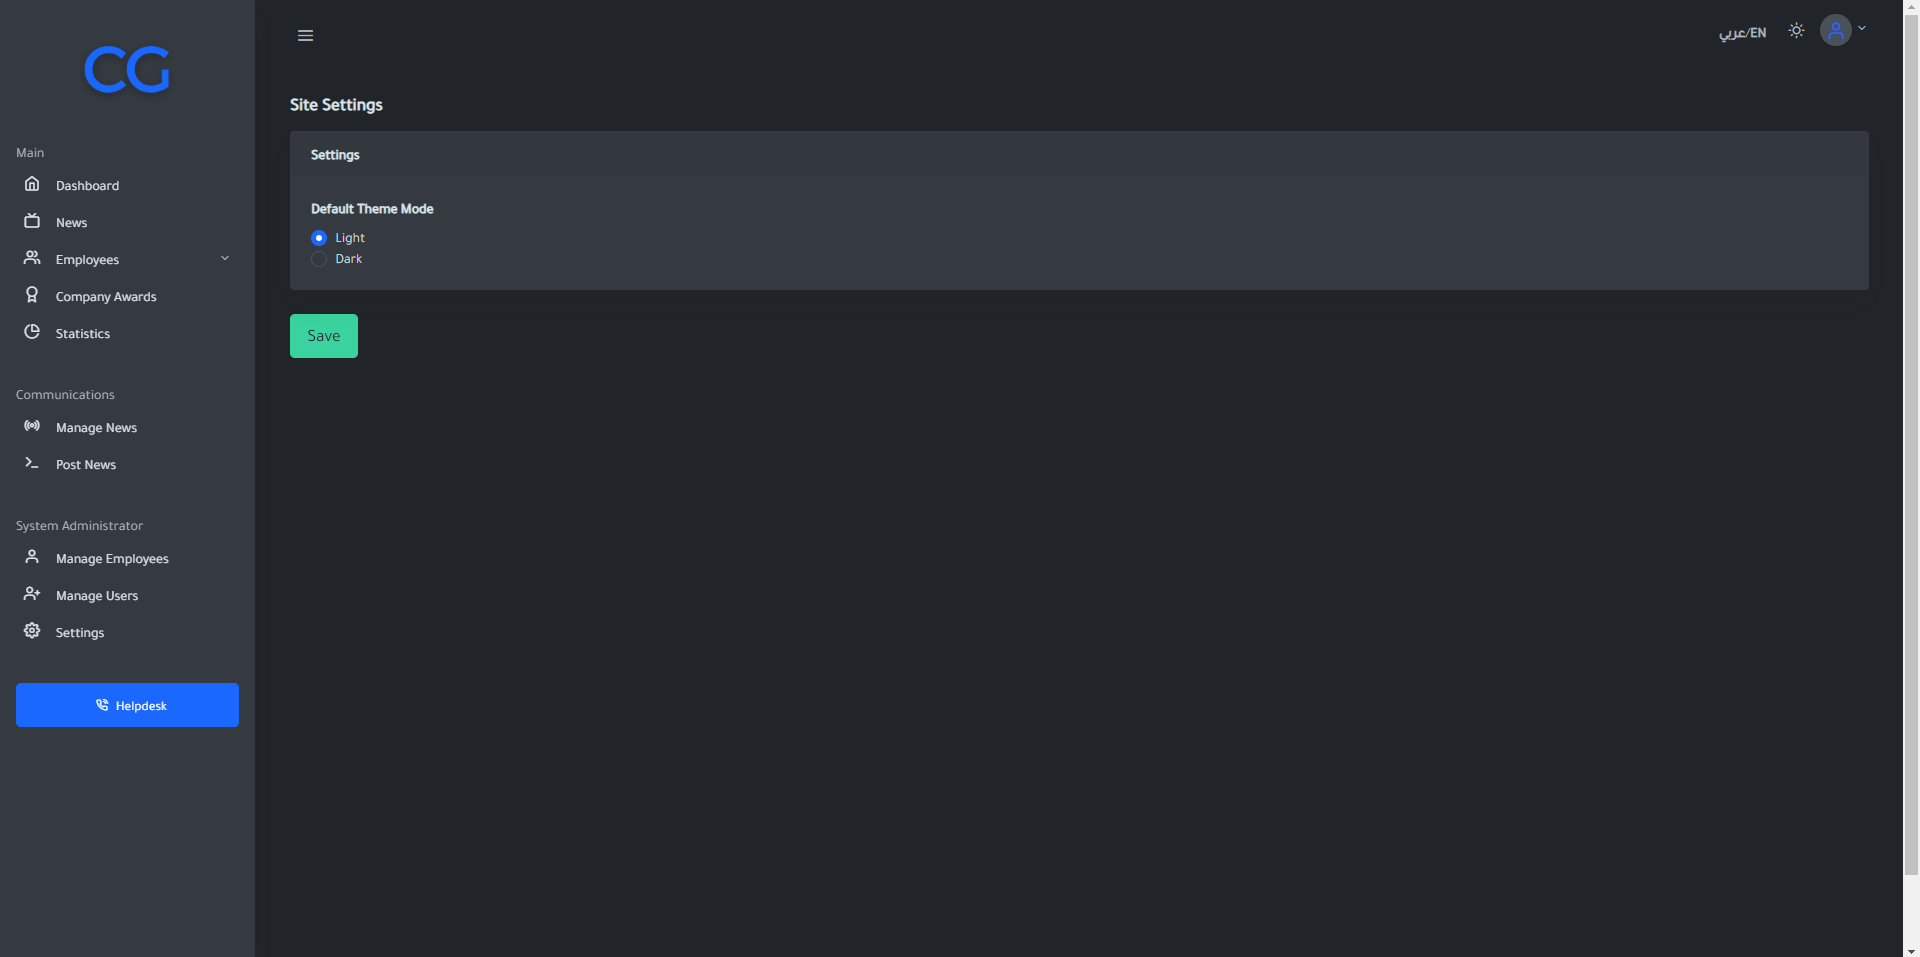 CG
عربي/EN
Main
Dashboard
News
Employees
Company Awards
Statistics
Communications
Manage News
Post News
System Administrator
Manage Employees
Manage Users
Settings
Helpdesk
Site Settings
Settings
Default Theme Mode
Light
Dark
Save